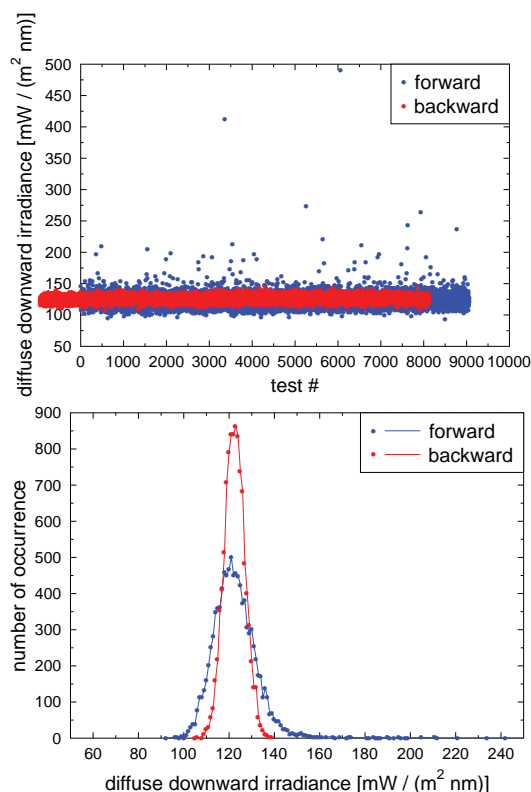 diffuse downward irradiance [mW / (m² nm)]
500
450
400
350
300
250
200
150
100
50
forward
backward
0 1000 2000 3000 4000 5000 6000 7000 8000 9000 10000
test #
number of occurrence
900
800
700
600
500
400
300
200
100
0
forward
backward
60 80 100 120 140 160 180 200 220 240
diffuse downward irradiance [mW / (m² nm)]